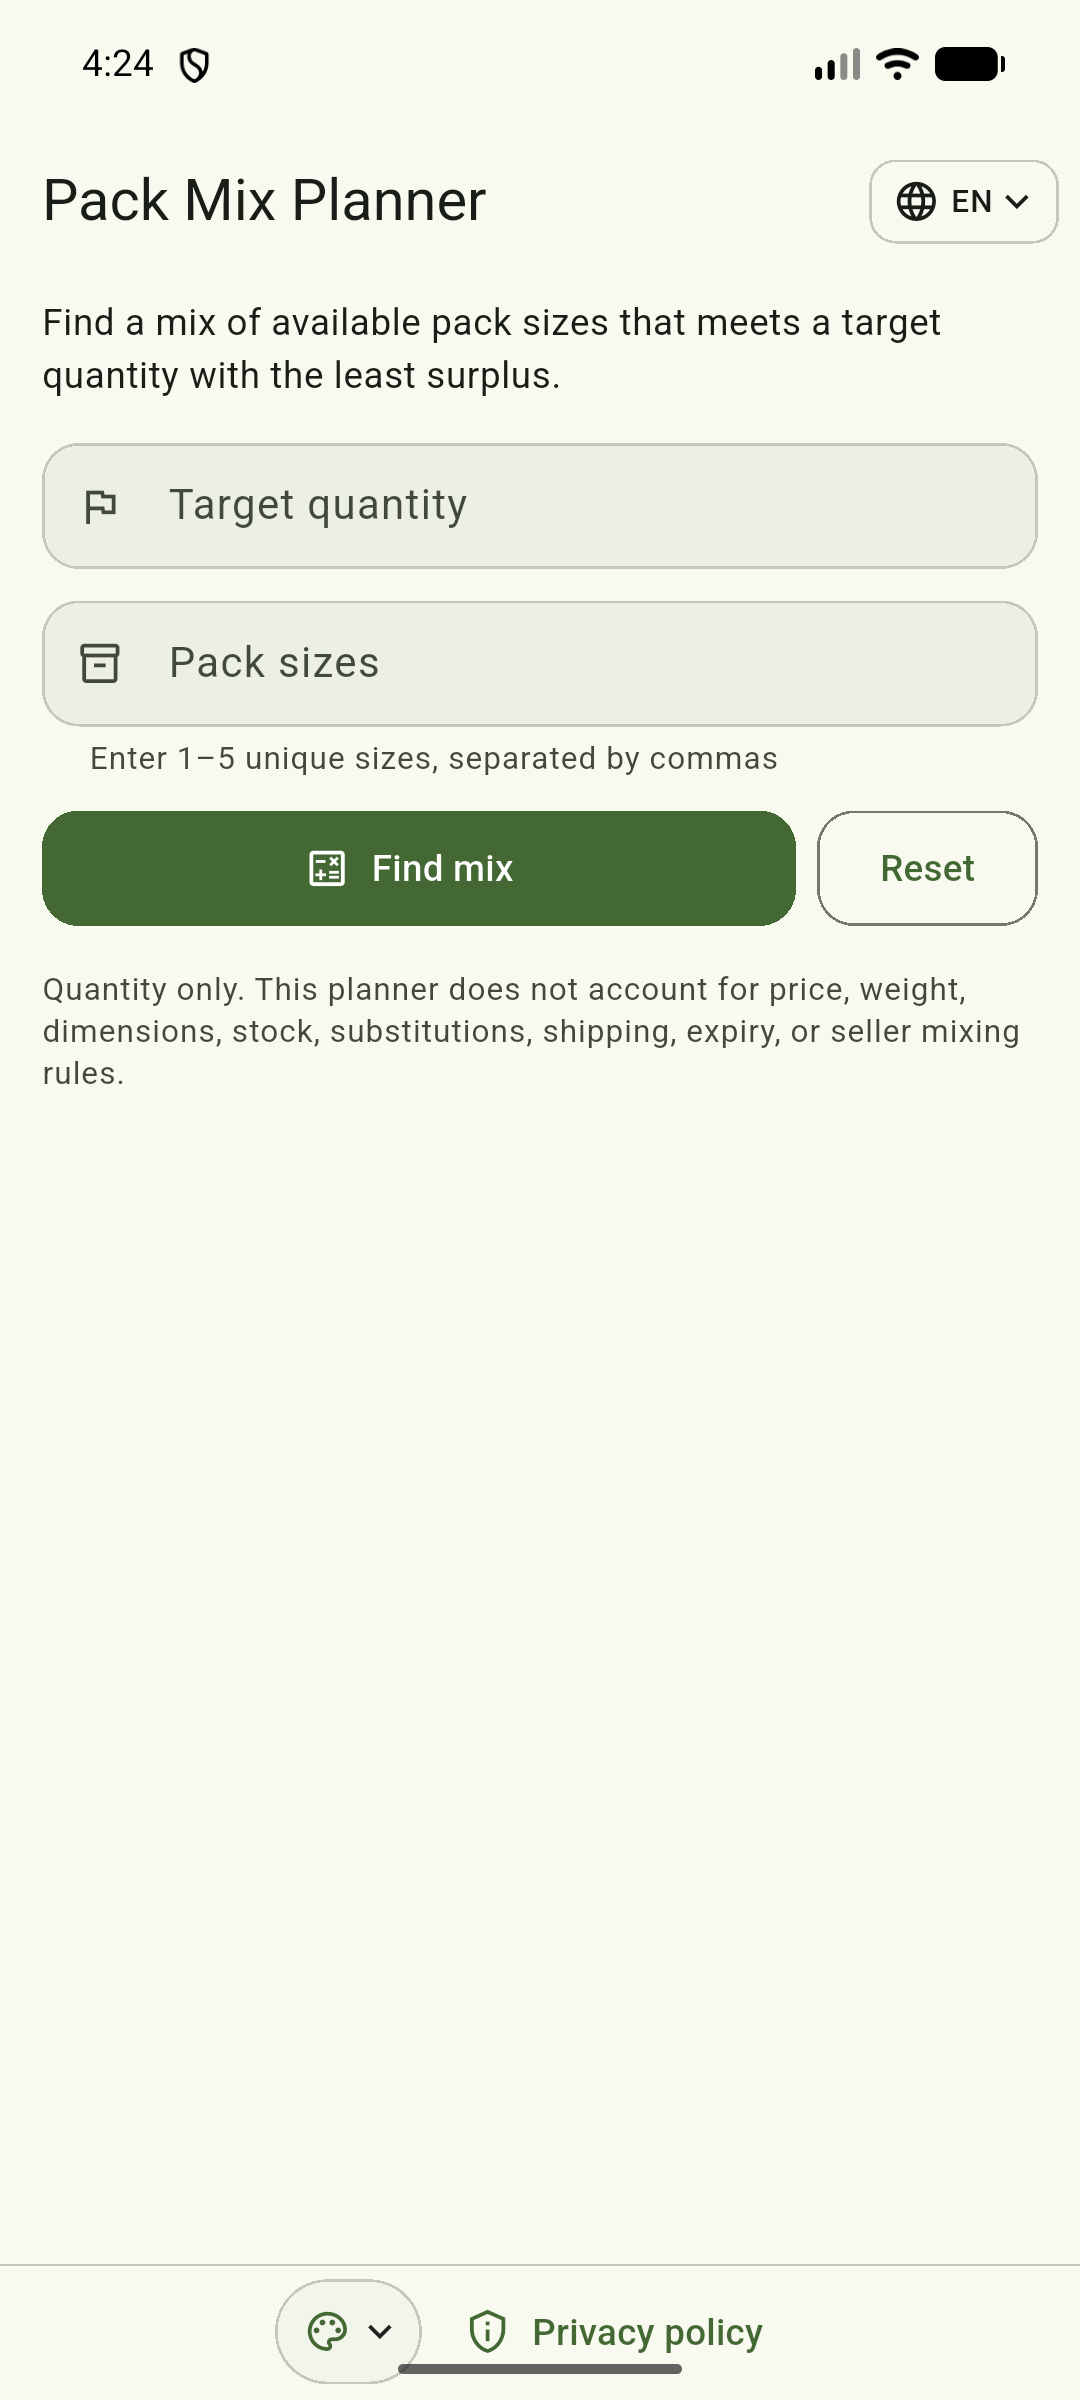 4:24
Pack Mix Planner
EN
Find a mix of available pack sizes that meets a target
quantity with the least surplus.
Target quantity
Pack sizes
Enter 1–5 unique sizes, separated by commas
Find mix
Reset
Quantity only. This planner does not account for price, weight,
dimensions, stock, substitutions, shipping, expiry, or seller mixing
rules.
Privacy policy